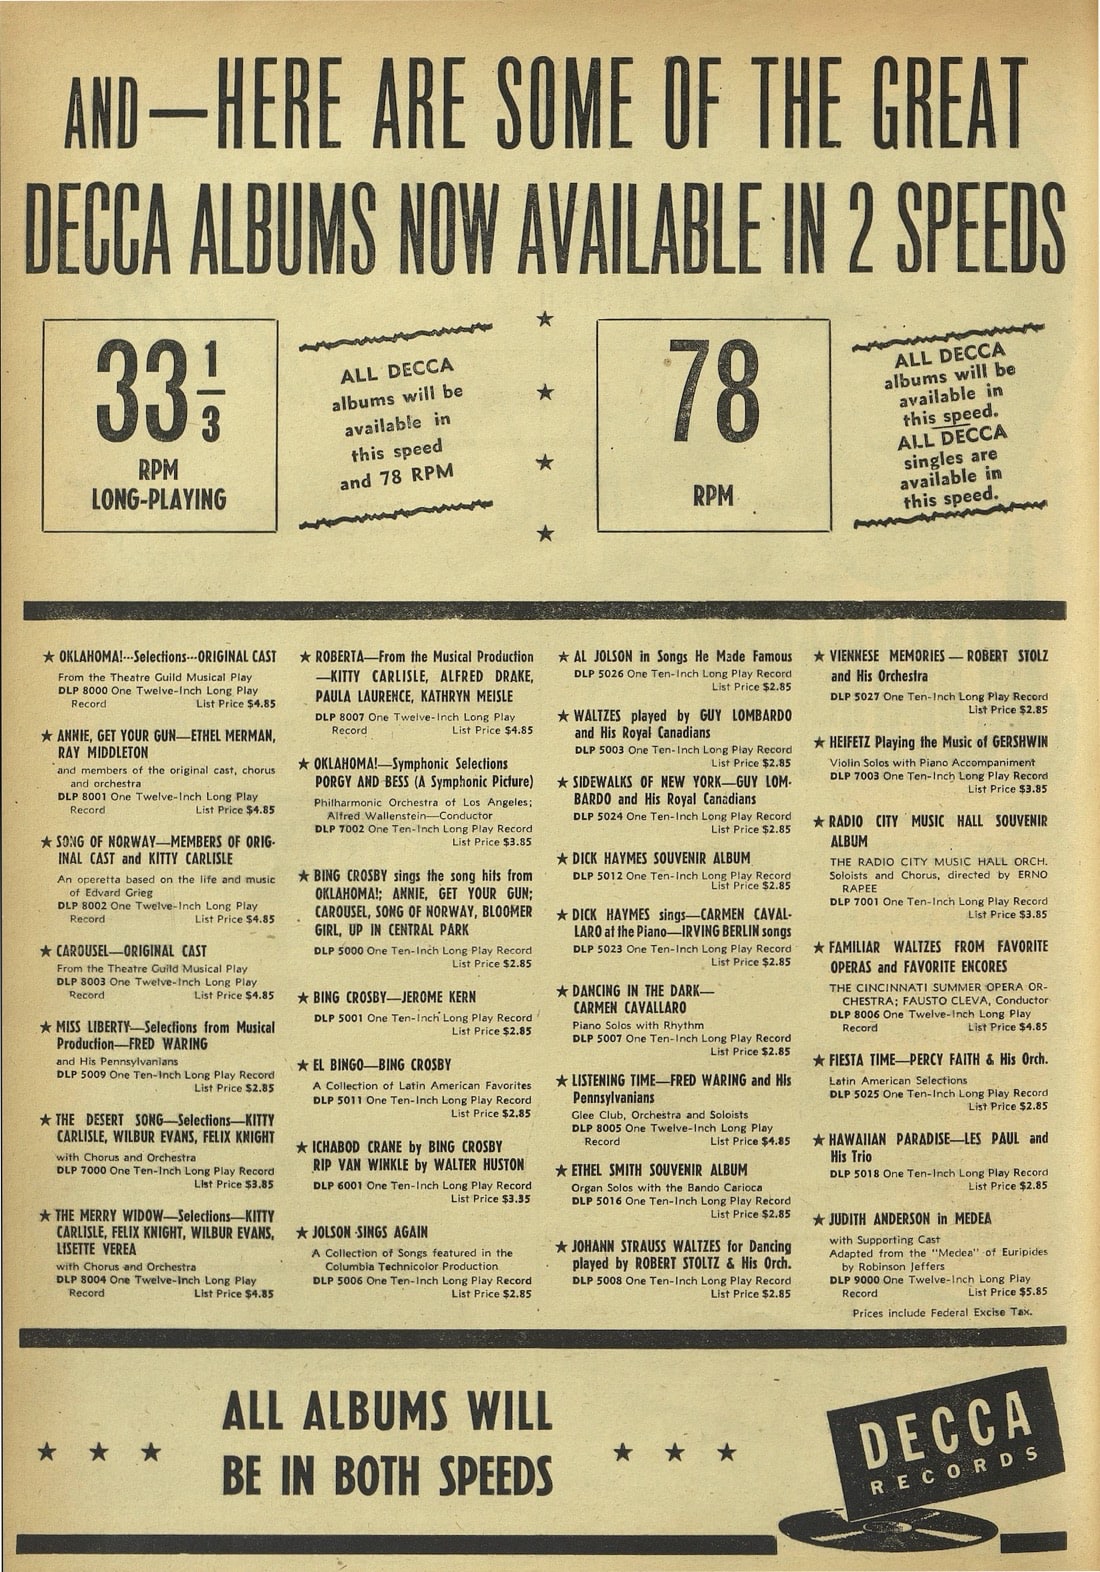 AND—HERE ARE SOME OF THE GREAT
DECCA ALBUMS NOW AVAILABLE IN 2 SPEEDS
33 1/3
RPM
LONG-PLAYING
ALL DECCA
albums will be
available in
this speed
and 78 RPM
78
RPM
ALL DECCA
albums will be
available in
this speed.
ALL DECCA
singles are
available in
this speed.
★ OKLAHOMA!---Selections---ORIGINAL CAST
From the Theatre Guild Musical Play
DLP 8000 One Twelve-Inch Long Play
Record List Price $4.85
★ ANNIE, GET YOUR GUN—ETHEL MERMAN,
RAY MIDDLETON
and members of the original cast, chorus
and orchestra
DLP 8001 One Twelve-Inch Long Play
Record List Price $4.85
★ SONG OF NORWAY—MEMBERS OF ORIG-
INAL CAST and KITTY CARLISLE
An operetta based on the life and music
of Edvard Grieg
DLP 8002 One Twelve-Inch Long Play
Record List Price $4.85
★ CAROUSEL—ORIGINAL CAST
From the Theatre Guild Musical Play
DLP 8003 One Twelve-Inch Long Play
Record List Price $4.85
★ MISS LIBERTY—Selections from Musical
Production—FRED WARING
and His Pennsylvanians
DLP 5009 One Ten-Inch Long Play Record
List Price $2.85
★ THE DESERT SONG—Selections—KITTY
CARLISLE, WILBUR EVANS, FELIX KNIGHT
with Chorus and Orchestra
DLP 7000 One Ten-Inch Long Play Record
List Price $3.85
★ THE MERRY WIDOW—Selections—KITTY
CARLISLE, FELIX KNIGHT, WILBUR EVANS,
LISETTE VEREA
with Chorus and Orchestra
DLP 8004 One Twelve-Inch Long Play
Record List Price $4.85
★ ROBERTA—From the Musical Production
—KITTY CARLISLE, ALFRED DRAKE,
PAULA LAURENCE, KATHRYN MEISLE
DLP 8007 One Twelve-Inch Long Play
Record List Price $4.85
★ OKLAHOMA!—Symphonic Selections
PORGY AND BESS (A Symphonic Picture)
Philharmonic Orchestra of Los Angeles;
Alfred Wallenstein—Conductor
DLP 7002 One Ten-Inch Long Play Record
List Price $3.85
★ BING CROSBY sings the song hits from
OKLAHOMA!; ANNIE, GET YOUR GUN;
CAROUSEL, SONG OF NORWAY, BLOOMER
GIRL, UP IN CENTRAL PARK
DLP 5000 One Ten-Inch Long Play Record
List Price $2.85
★ BING CROSBY—JEROME KERN
DLP 5001 One Ten-Inch Long Play Record
List Price $2.85
★ EL BINGO—BING CROSBY
A Collection of Latin American Favorites
DLP 5011 One Ten-Inch Long Play Record
List Price $2.85
★ ICHABOD CRANE by BING CROSBY
RIP VAN WINKLE by WALTER HUSTON
DLP 6001 One Ten-Inch Long Play Record
List Price $3.35
★ JOLSON SINGS AGAIN
A Collection of Songs featured in the
Columbia Technicolor Production
DLP 5006 One Ten-Inch Long Play Record
List Price $2.85
★ AL JOLSON in Songs He Made Famous
DLP 5026 One Ten-Inch Long Play Record
List Price $2.85
★ WALTZES played by GUY LOMBARDO
and His Royal Canadians
DLP 5003 One Ten-Inch Long Play Record
List Price $2.85
★ SIDEWALKS OF NEW YORK—GUY LOM-
BARDO and His Royal Canadians
DLP 5024 One Ten-Inch Long Play Record
List Price $2.85
★ DICK HAYMES SOUVENIR ALBUM
DLP 5012 One Ten-Inch Long Play Record
List Price $2.85
★ DICK HAYMES sings—CARMEN CAVAL-
LARO at the Piano—IRVING BERLIN songs
DLP 5023 One Ten-Inch Long Play Record
List Price $2.85
★ DANCING IN THE DARK—
CARMEN CAVALLARO
Piano Solos with Rhythm
DLP 5007 One Ten-Inch Long Play Record
List Price $2.85
★ LISTENING TIME—FRED WARING and His
Pennsylvanians
Glee Club, Orchestra and Soloists
DLP 8005 One Twelve-Inch Long Play
Record List Price $4.85
★ ETHEL SMITH SOUVENIR ALBUM
Organ Solos with the Bando Carioca
DLP 5016 One Ten-Inch Long Play Record
List Price $2.85
★ JOHANN STRAUSS WALTZES for Dancing
played by ROBERT STOLTZ & His Orch.
DLP 5008 One Ten-Inch Long Play Record
List Price $2.85
★ VIENNESE MEMORIES — ROBERT STOLZ
and His Orchestra
DLP 5027 One Ten-Inch Long Play Record
List Price $2.85
★ HEIFETZ Playing the Music of GERSHWIN
Violin Solos with Piano Accompaniment
DLP 7003 One Ten-Inch Long Play Record
List Price $3.85
★ RADIO CITY MUSIC HALL SOUVENIR
ALBUM
THE RADIO CITY MUSIC HALL ORCH.
Soloists and Chorus, directed by ERNO
RAPEE
DLP 7001 One Ten-Inch Long Play Record
List Price $3.85
★ FAMILIAR WALTZES FROM FAVORITE
OPERAS and FAVORITE ENCORES
THE CINCINNATI SUMMER OPERA OR-
CHESTRA; FAUSTO CLEVA, Conductor
DLP 8006 One Twelve-Inch Long Play
Record List Price $4.85
★ FIESTA TIME—PERCY FAITH & His Orch.
Latin American Selections
DLP 5025 One Ten-Inch Long Play Record
List Price $2.85
★ HAWAIIAN PARADISE—LES PAUL and
His Trio
DLP 5018 One Ten-Inch Long Play Record
List Price $2.85
★ JUDITH ANDERSON in MEDEA
with Supporting Cast
Adapted from the "Medea" of Euripides
by Robinson Jeffers
DLP 9000 One Twelve-Inch Long Play
Record List Price $5.85
Prices include Federal Excise Tax.
ALL ALBUMS WILL
BE IN BOTH SPEEDS
DECCA
RECORDS